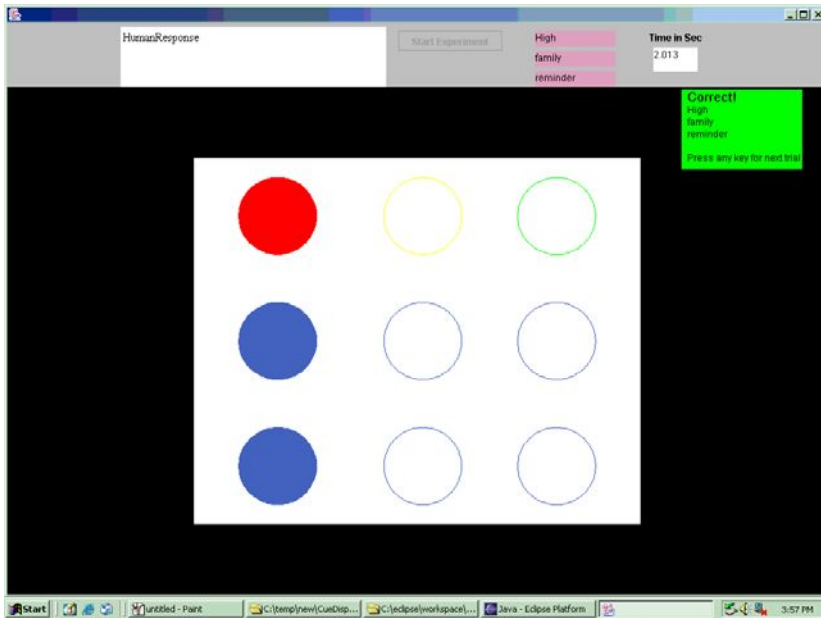 HumanResponse
Start Experiment
High
family
reminder
Time in Sec
2.013
Correct!
High
family
reminder
Press any key for next trial
Start
untitled - Paint
C:\temp\new\CueDisp...
C:\eclipse\workspace\...
Java - Eclipse Platform
3:57 PM